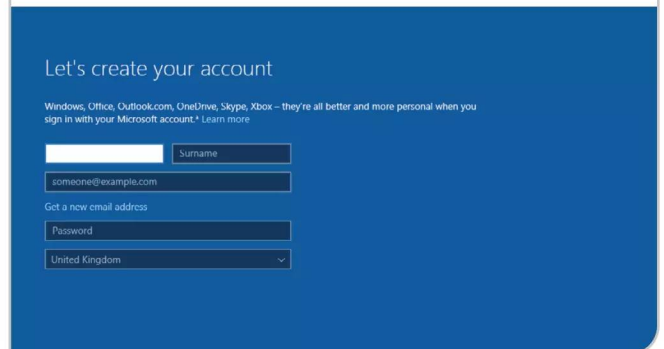 Let's create your account
Windows, Office, Outlook.com, OneDrive, Skype, Xbox – they're all better and more personal when you
sign in with your Microsoft account.* Learn more
Surname
someone@example.com
Get a new email address
Password
United Kingdom